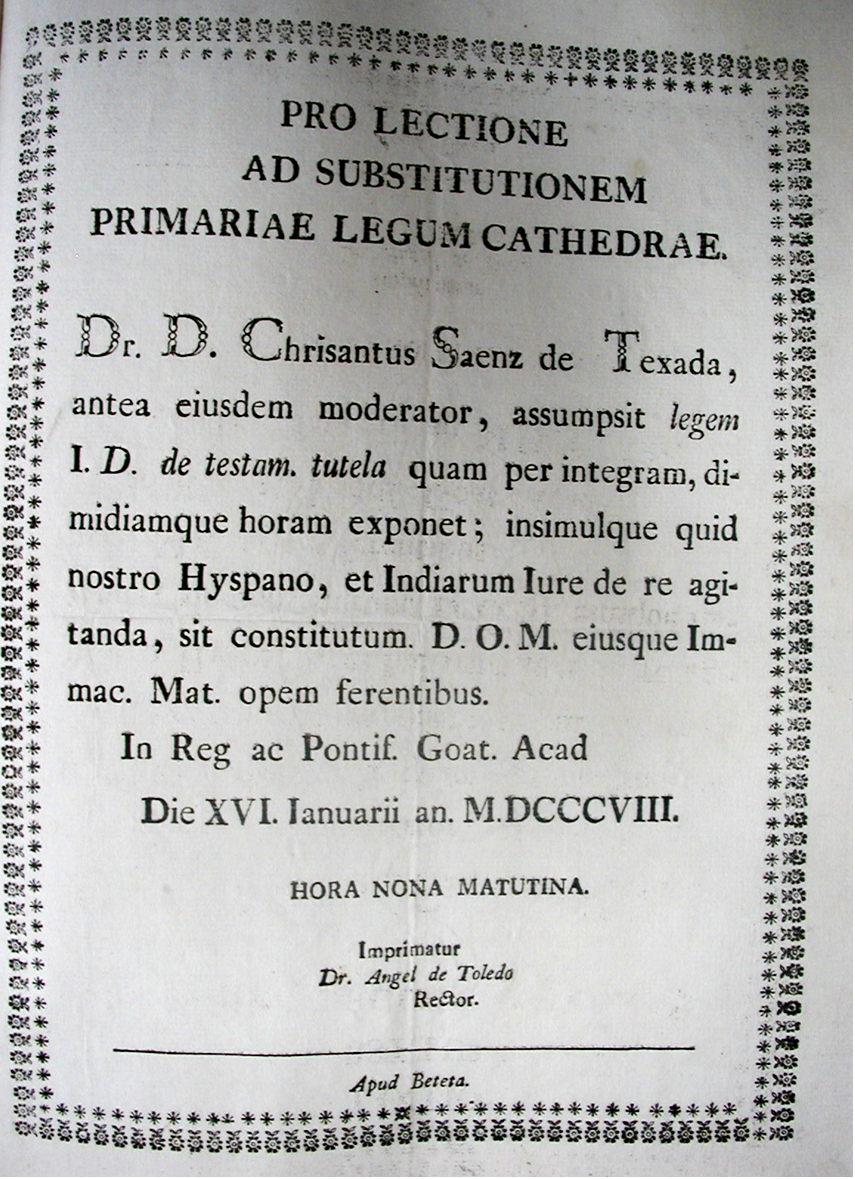 PRO LECTIONE
AD SUBSTITUTIONEM
PRIMARIAE LEGUM CATHEDRAE.
Dr. D. Chrisantus Saenz de Texada,
antea eiusdem moderator, assumpsit legem
I. D. de testam. tutela quam per integram, di-
midiamque horam exponet; insimulque quid
nostro Hyspano, et Indiarum Iure de re agi-
tanda, sit constitutum. D. O. M. eiusque Im-
mac. Mat. opem ferentibus.
In Reg ac Pontif. Goat. Acad
Die XVI. Ianuarii an. M.DCCCVIII.
HORA NONA MATUTINA.
Imprimatur
Dr. Angel de Toledo
Rector.
Apud Beteta.